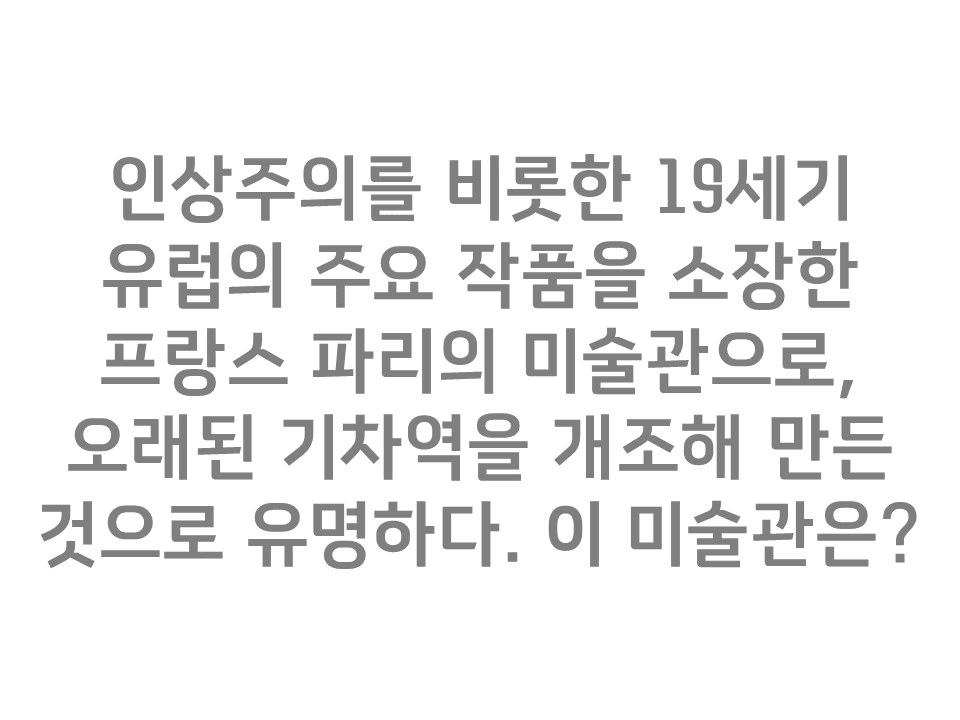 인상주의를 비롯한 19세기
유럽의 주요 작품을 소장한
프랑스 파리의 미술관으로,
오래된 기차역을 개조해 만든
것으로 유명하다. 이 미술관은?